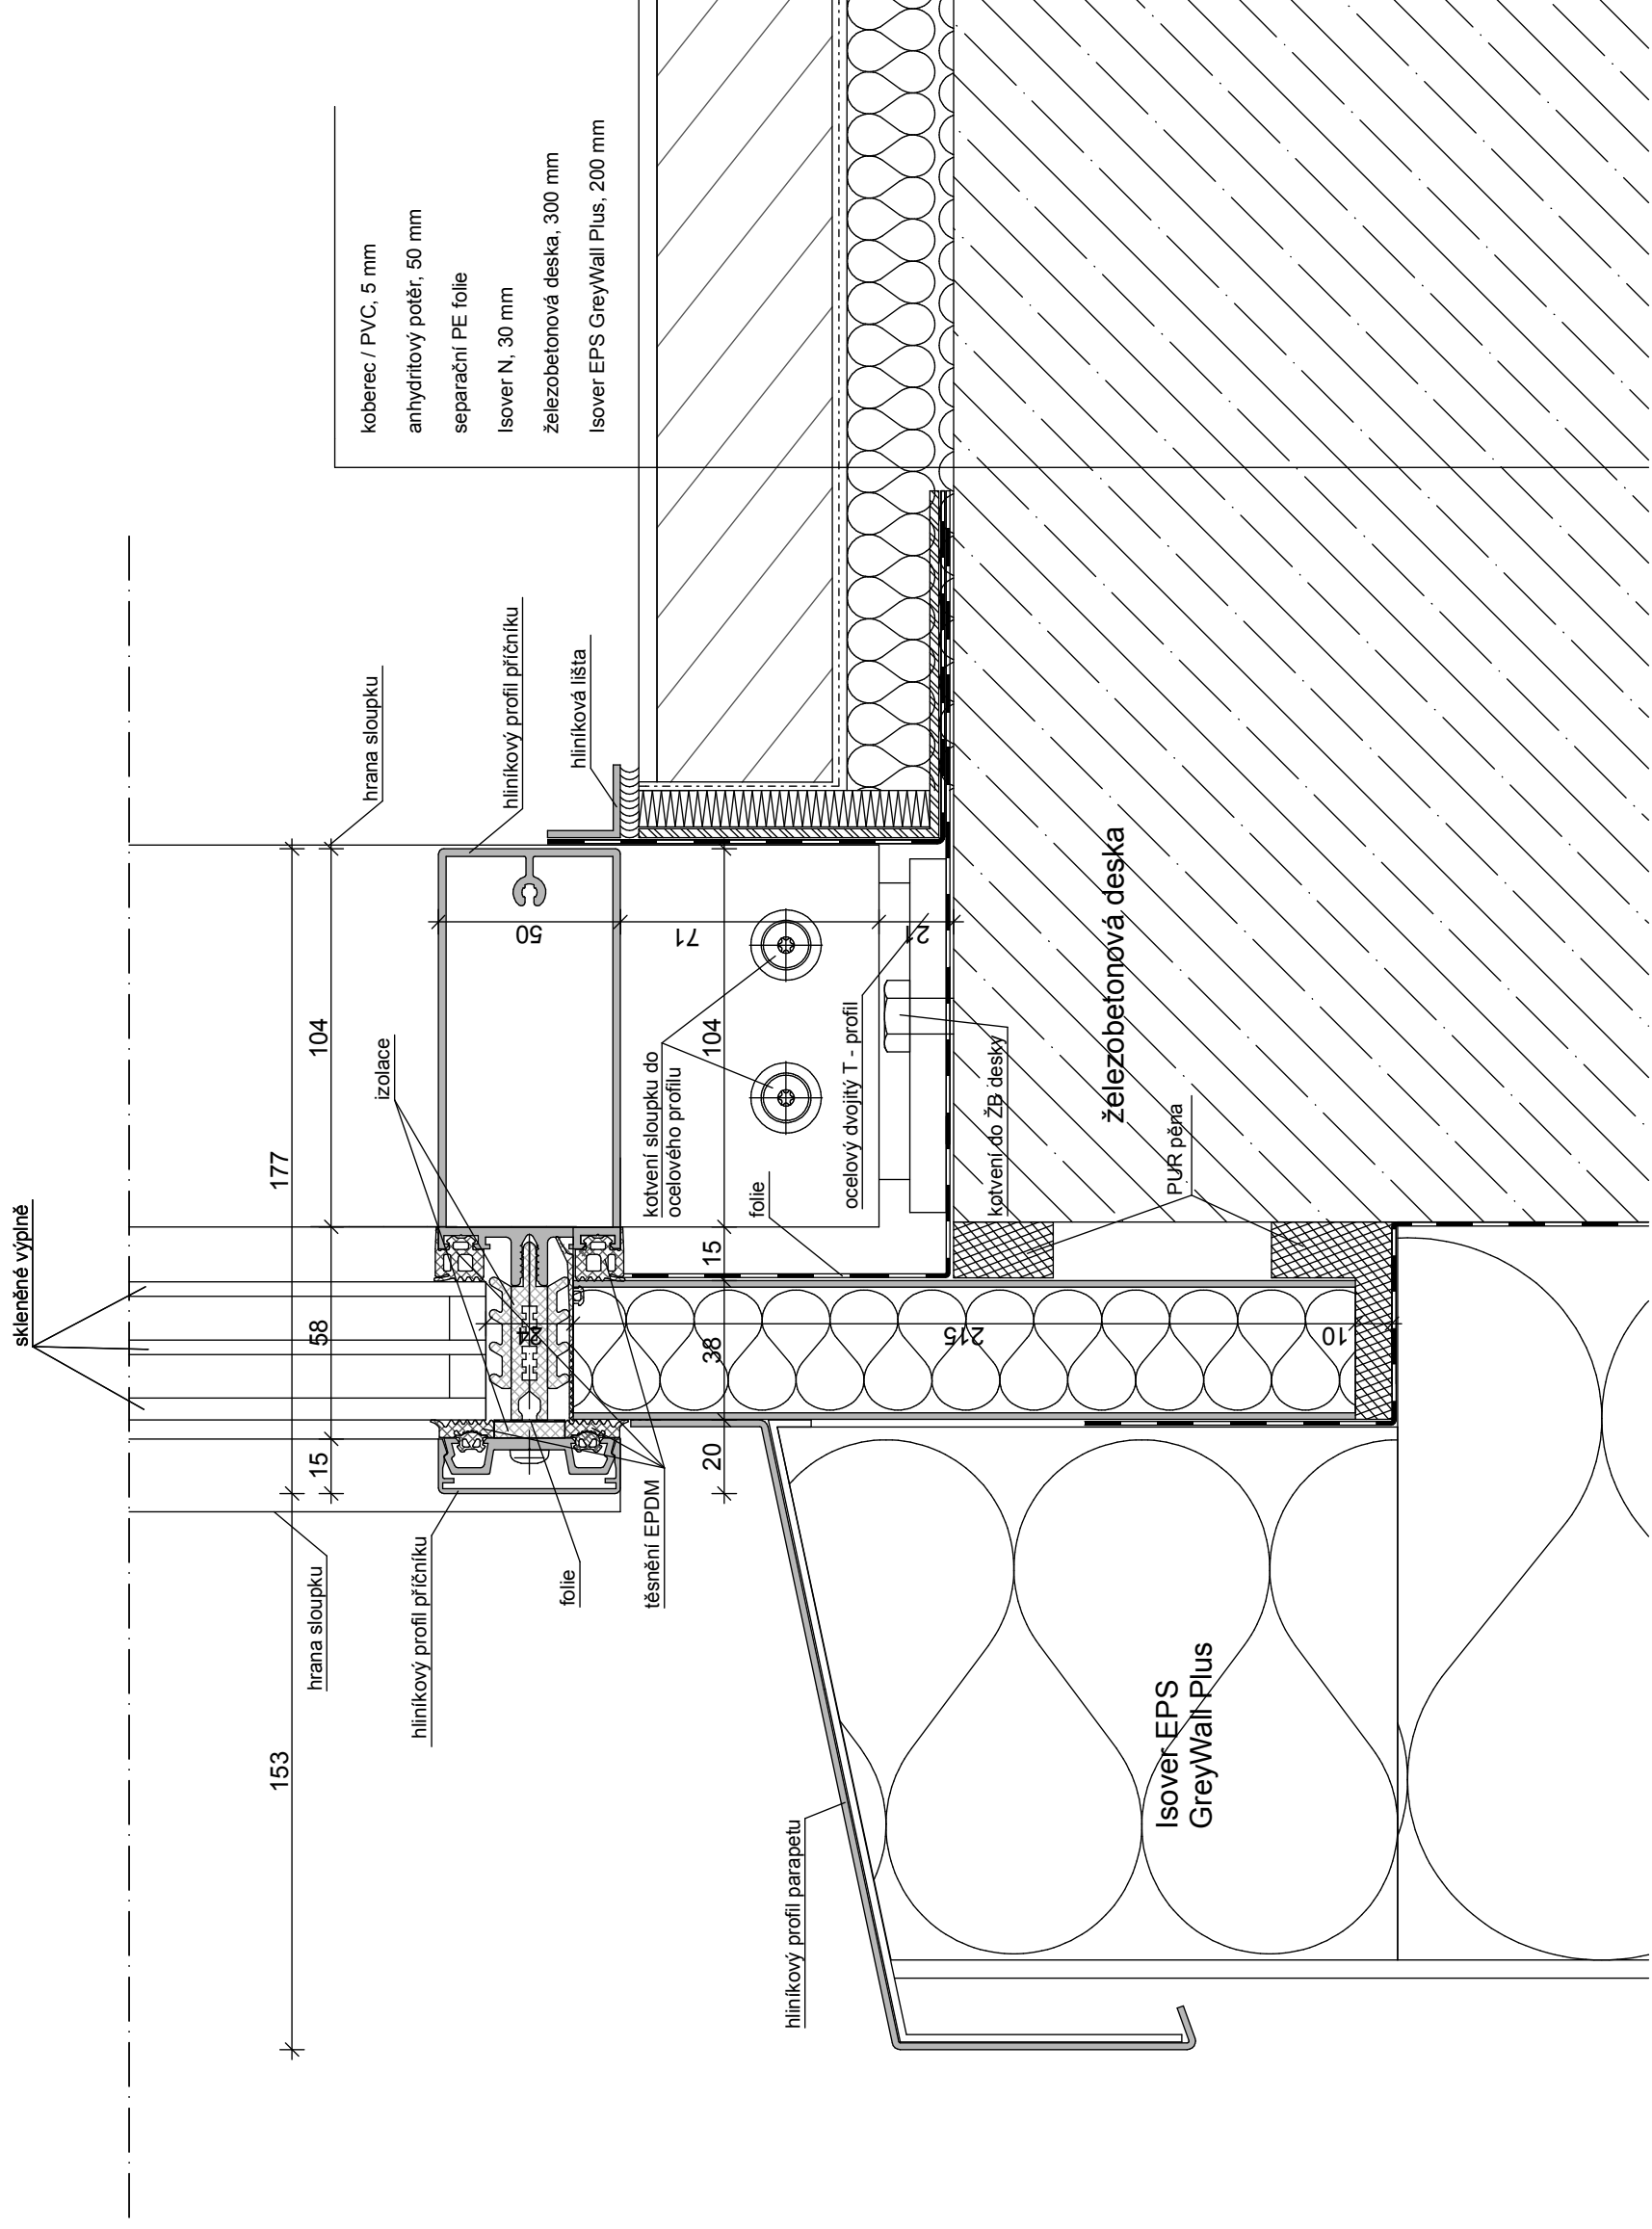 skleněné výplně
153
177
hrana sloupku
15
58
104
hrana sloupku
koberec / PVC, 5 mm
anhydritový potěr, 50 mm
separační PE folie
Isover N, 30 mm
železobetonová deska, 300 mm
Isover EPS GreyWall Plus, 200 mm
hliníkový profil příčníku
izolace
hliníkový profil příčníku
hliníková lišta
folie
těsnění EPDM
24
50
71
21
kotvení sloupku do
ocelového profilu
20
38
15
104
folie
ocelový dvojitý T - profil
hliníkový profil parapetu
215
10
kotvení do ŽB desky
železobetonová deska
PUR pěna
Isover EPS
GreyWall Plus